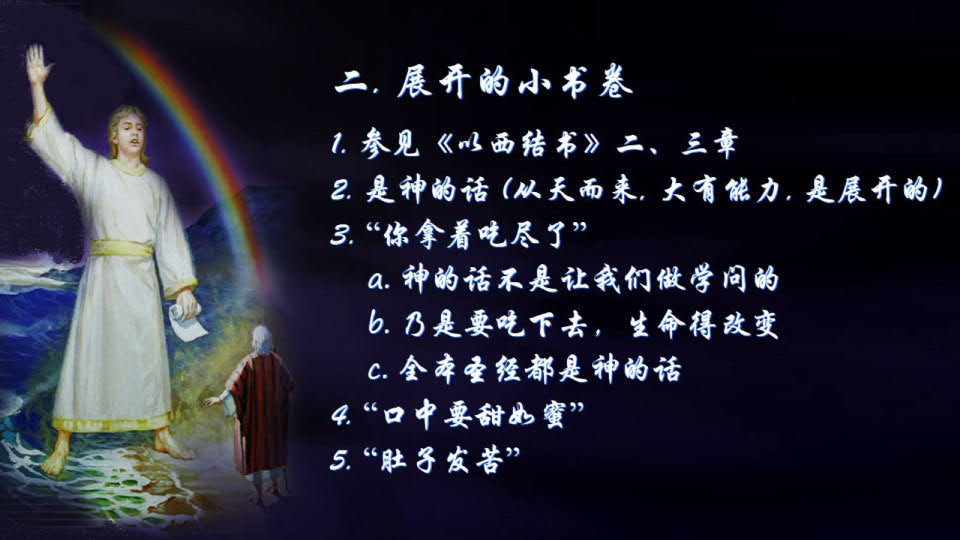 二. 展开的小书卷
1. 参见《以西结书》二、三章
2. 是神的话 (从天而来, 大有能力, 是展开的)
3. “你拿着吃尽了”
a. 神的话不是让我们做学问的
b. 乃是要吃下去，生命得改变
c. 全本圣经都是神的话
4. “口中要甜如蜜”
5. “肚子发苦”